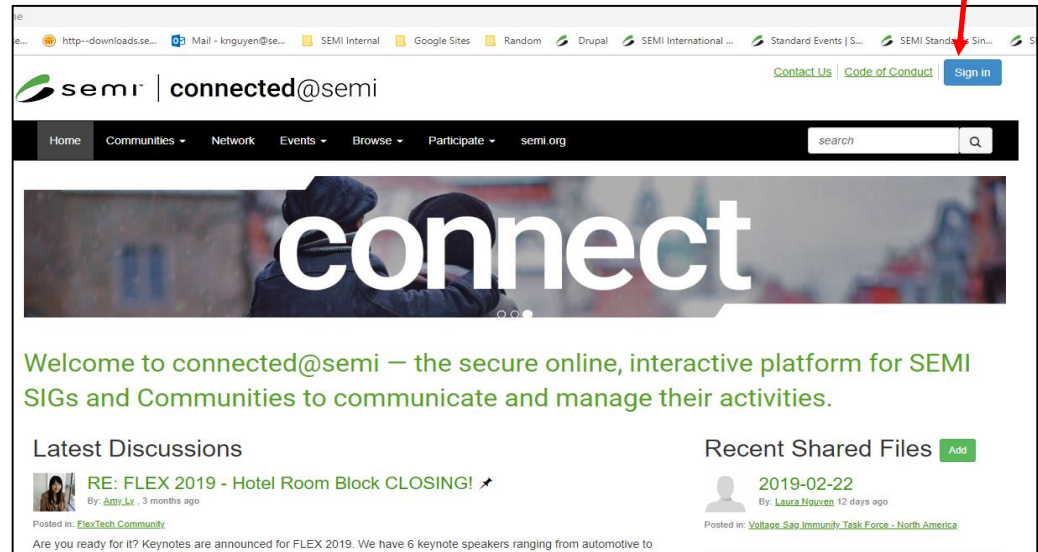 http--downloads.se... Mail - knguyen@se... SEMI Internal Google Sites Random Drupal SEMI International ... Standard Events | S... SEMI Standards Sin...
Contact Us Code of Conduct Sign in
semi | connected@semi
Home Communities Network Events Browse Participate semi.org search
connect
Welcome to connected@semi — the secure online, interactive platform for SEMI
SIGs and Communities to communicate and manage their activities.
Latest Discussions
RE: FLEX 2019 - Hotel Room Block CLOSING!
By: Amy Ly , 3 months ago
Posted in: FlexTech Community
Are you ready for it? Keynotes are announced for FLEX 2019. We have 6 keynote speakers ranging from automotive to
Recent Shared Files Add
2019-02-22
By: Laura Nguyen 12 days ago
Posted in: Voltage Sag Immunity Task Force - North America